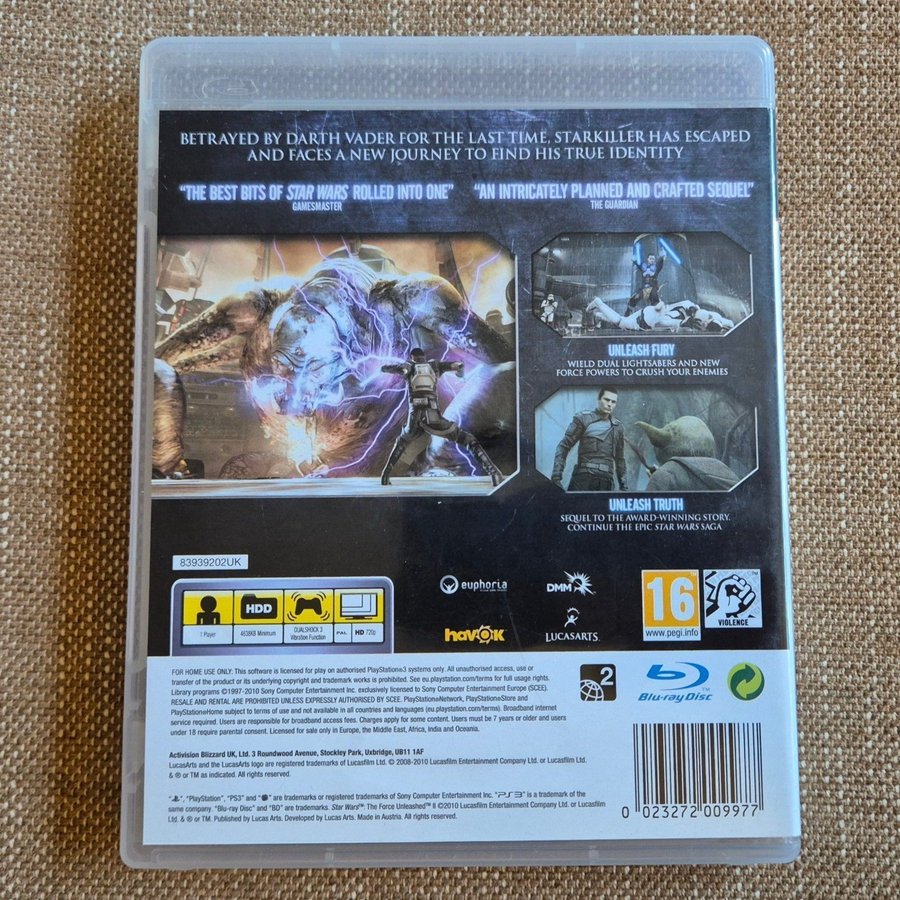 BETRAYED BY DARTH VADER FOR THE LAST TIME, STARKILLER HAS ESCAPED
AND FACES A NEW JOURNEY TO FIND HIS TRUE IDENTITY
“THE BEST BITS OF STAR WARS ROLLED INTO ONE”
GAMESMASTER
“AN INTRICATELY PLANNED AND CRAFTED SEQUEL”
THE GUARDIAN
UNLEASH FURY
WIELD DUAL LIGHTSABERS AND NEW
FORCE POWERS TO CRUSH YOUR ENEMIES
UNLEASH TRUTH
SEQUEL TO THE AWARD-WINNING STORY.
CONTINUE THE EPIC STAR WARS SAGA
83939202UK
1 Player
HDD
4638KB Minimum
DUALSHOCK 3
Vibration Function
PAL
HD 720p
euphoria
DMM
havok
LUCASARTS.
16
www.pegi.info
VIOLENCE
FOR HOME USE ONLY: This software is licensed for play on authorised PlayStation®3 systems only. All unauthorised access, use or
transfer of the product or its underlying copyright and trademark works is prohibited. See eu.playstation.com/terms for full usage rights.
Library programs ©1997-2010 Sony Computer Entertainment Inc. exclusively licensed to Sony Computer Entertainment Europe (SCEE).
RESALE AND RENTAL ARE PROHIBITED UNLESS EXPRESSLY AUTHORISED BY SCEE. PlayStation®Network, PlayStation®Store and
PlayStation®Home subject to terms of use and not available in all countries and languages (eu.playstation.com/terms). Broadband internet
service required. Users are responsible for broadband access fees. Charges apply for some content. Users must be 7 years or older and users
under 18 require parental consent. Licensed for sale only in Europe, the Middle East, Africa, India and Oceania.
2
Blu-ray Disc
Activision Blizzard UK, Ltd. 3 Roundwood Avenue, Stockley Park, Uxbridge, UB11 1AF
LucasArts and the LucasArts logo are registered trademarks of Lucasfilm Ltd. © 2008-2010 Lucasfilm Entertainment Company Ltd. or Lucasfilm Ltd.
& ® or TM as indicated. All rights reserved.
"PlayStation", "PS3" and are trademarks or registered trademarks of Sony Computer Entertainment Inc. "PS3" is a trademark of the
same company. "Blu-ray Disc" and "BD" are trademarks. Star Wars™: The Force Unleashed™ II © 2010 Lucasfilm Entertainment Company Ltd. or Lucasfilm
Ltd. & ® or TM. Published by Lucas Arts. Developed by Lucas Arts. Made in Austria. All rights reserved.
0 023272 009977